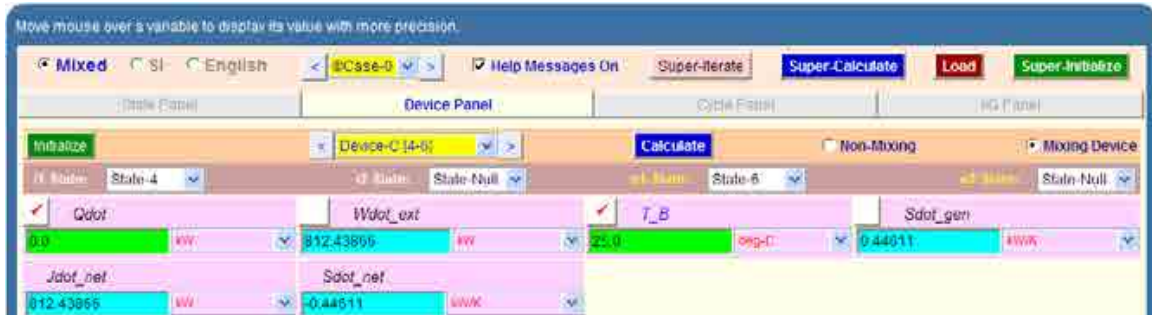 Move mouse over a variable to display its value with more precision.
Mixed SI English < ©Case-0 > Help Messages On Super-Iterate Super-Calculate Load Super-Initialize
State Panel Device Panel Cycle Panel
Initialize < Device-C [4-6] > Calculate Non-Mixing Mixing Device
State-4 State-Null State-6 State-Null
Qdot Wdot_ext T_B Sdot_gen
0.0 kW 812.43866 kW 25.0 deg-C 0.44611 kW/K
Jdot_net Sdot_net
812.43866 kW -0.44611 kW/K